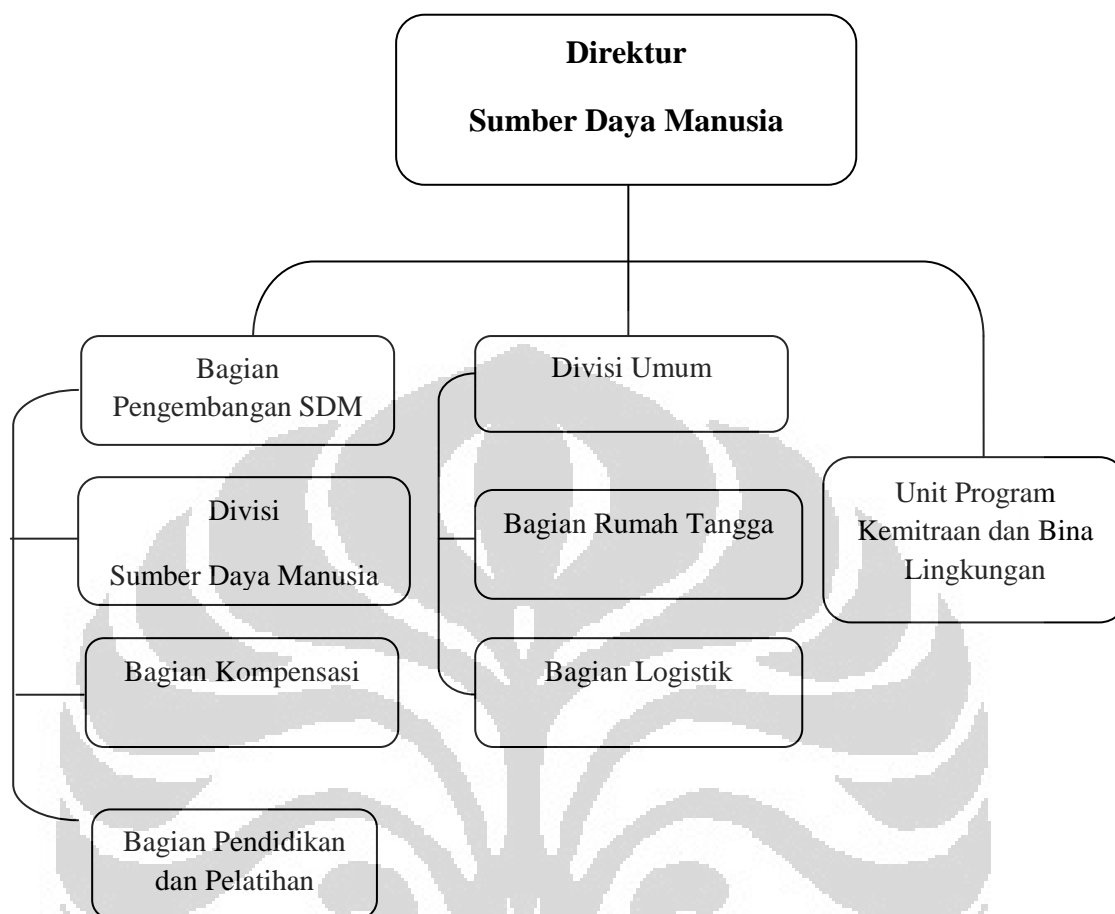 Direktur
Sumber Daya Manusia
Bagian
Pengembangan SDM
Divisi Umum
Divisi
Sumber Daya Manusia
Bagian Rumah Tangga
Unit Program
Kemitraan dan Bina
Lingkungan
Bagian Kompensasi
Bagian Logistik
Bagian Pendidikan
dan Pelatihan